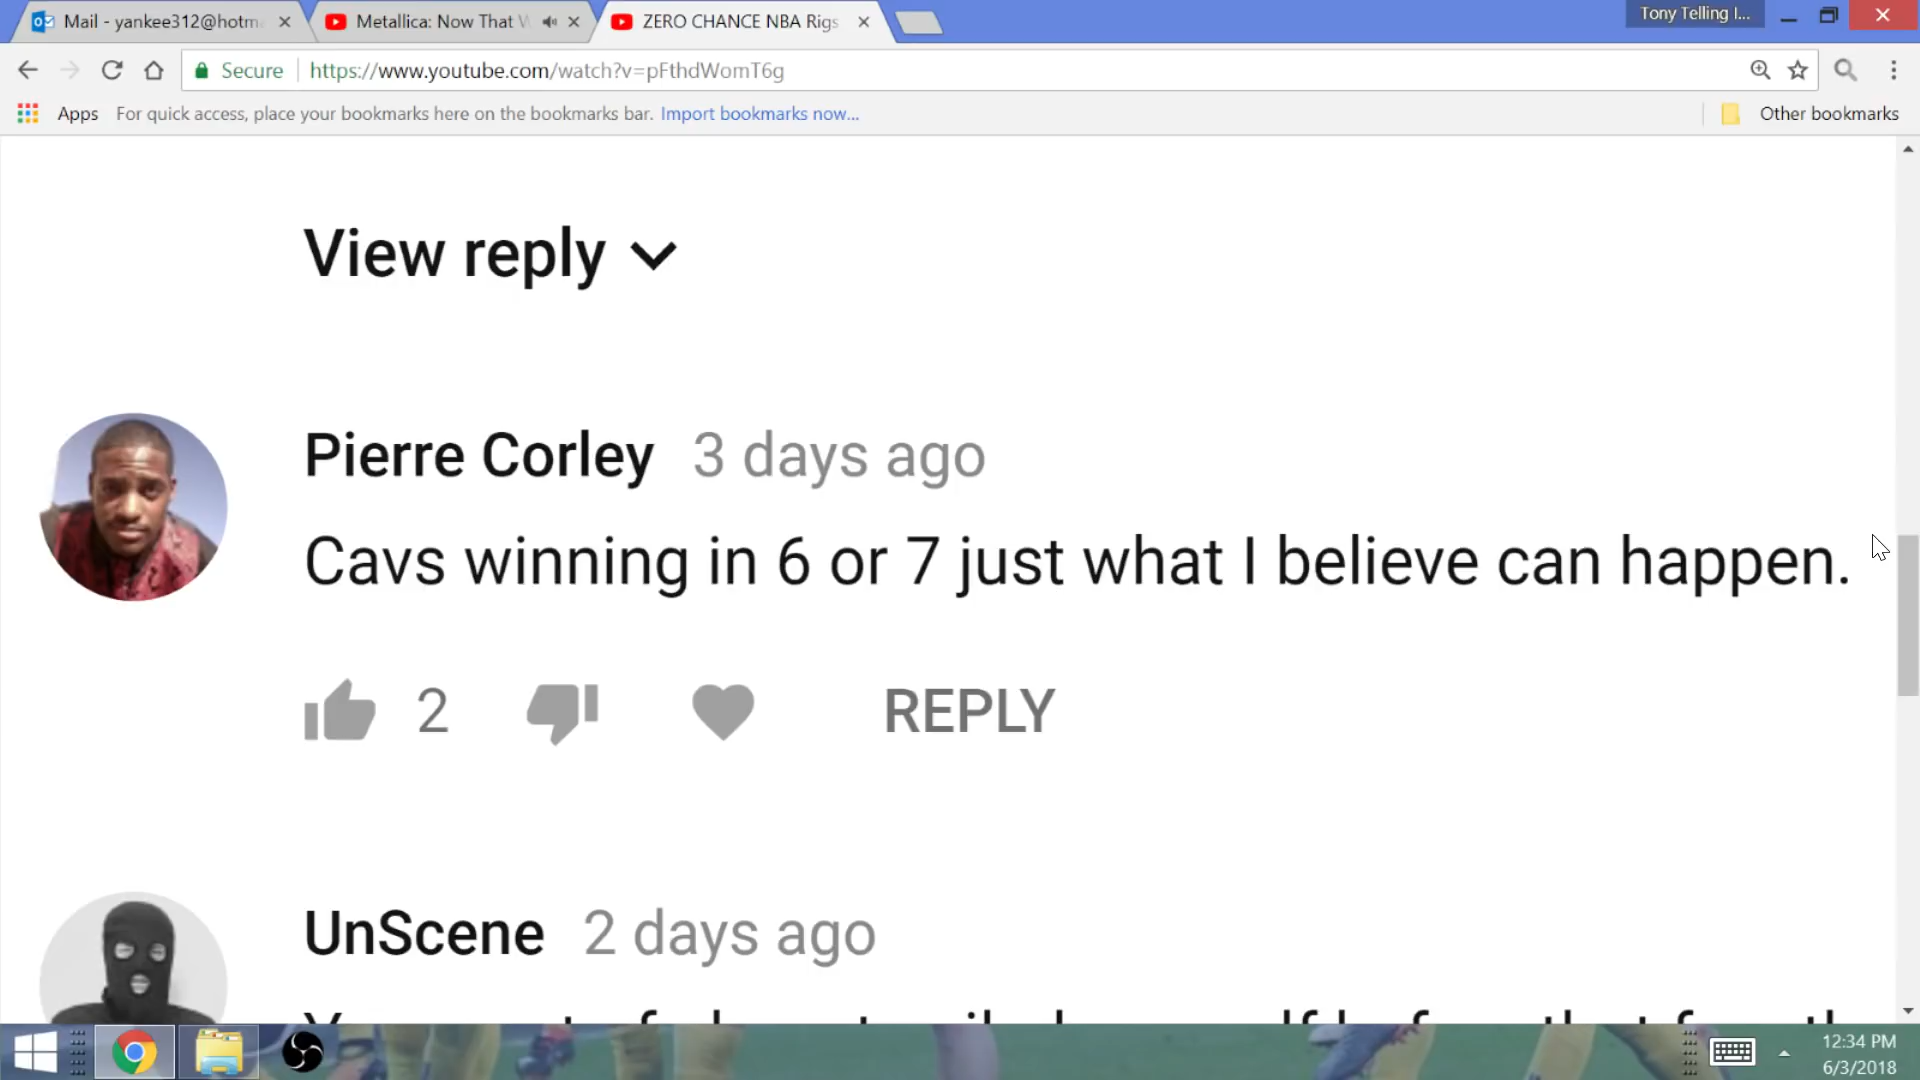 Mail - yankee312@hotm
Metallica: Now That
ZERO CHANCE NBA Rigs
Tony Telling I...
Secure
https://www.youtube.com/watch?v=pFthdWomT6g
Apps
For quick access, place your bookmarks here on the bookmarks bar. Import bookmarks now...
Other bookmarks
View reply
Pierre Corley 3 days ago
Cavs winning in 6 or 7 just what I believe can happen.
2
REPLY
UnScene 2 days ago
12:34 PM
6/3/2018